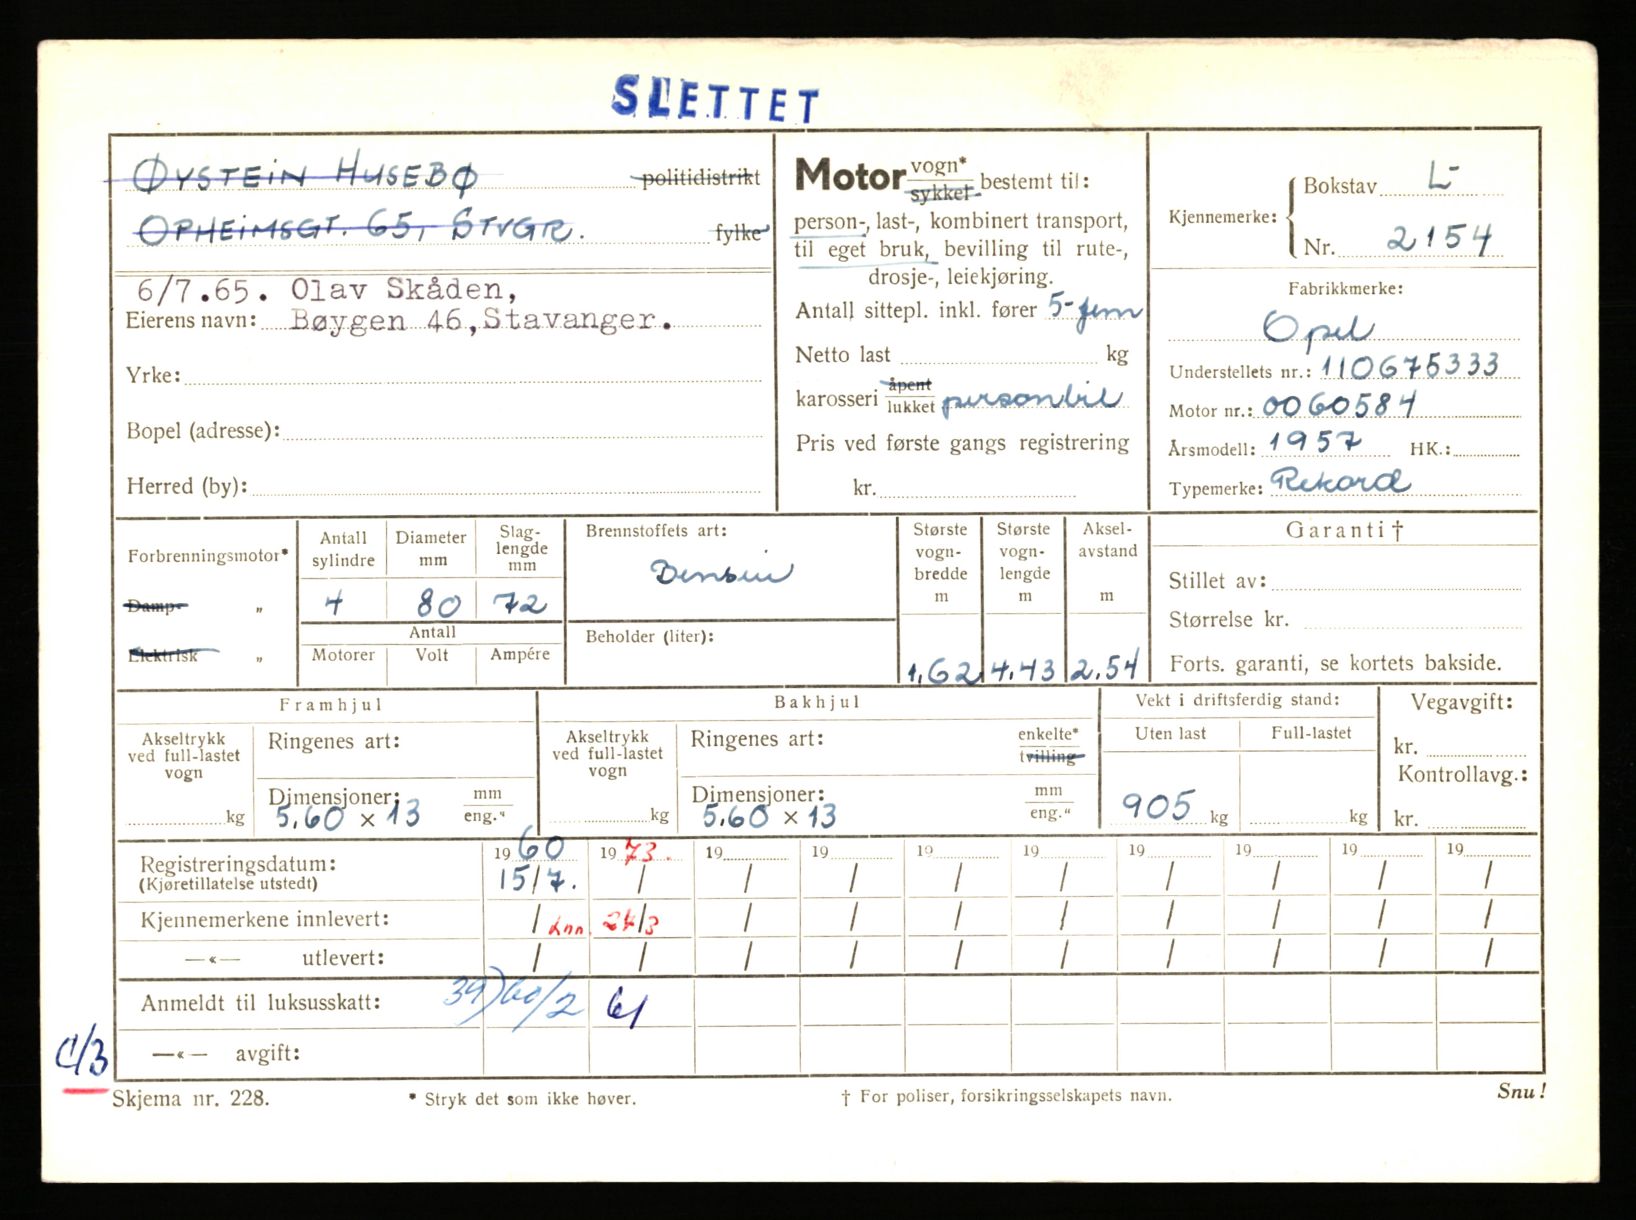 SLETTET
ØYSTEIN HUSEBØ politidistrikt
OPHEIMSGT. 65, STVGR. fylke
6/7.65. Olav Skåden,
Eierens navn: Bøygen 46, Stavanger.
Yrke:
Bopel (adresse):
Herred (by):
Motor vogn* sykkel bestemt til:
person-, last-, kombinert transport,
til eget bruk, bevilling til rute-,
drosje-, leiekjøring.
Antall sittepl. inkl. fører 5- fem
Netto last kg
karosseri åpent lukket personbil
Pris ved første gangs registrering
kr.
Kjennemerke: Bokstav L-
Nr. 2154
Fabrikkmerke:
Opel
Understellets nr.: 110675333
Motor nr.: 0060584
Årsmodell: 1957 HK.:
Typemerke: Rekord
Forbrenningsmotor*
Damp- „
Elektrisk „
Antall sylindre
4
Diameter mm
80
Slag-lengde mm
72
Antall
Motorer Volt Ampére
Brennstoffets art:
Bensin
Beholder (liter):
Største vogn-bredde m
1.62
Største vogn-lengde m
4.43
Aksel-avstand m
2.54
Garanti †
Stillet av:
Størrelse kr.
Forts. garanti, se kortets bakside.
Framhjul
Akseltrykk ved full-lastet vogn
kg
Ringenes art:
Dimensjoner: mm
5.60 x 13 eng."
Bakhjul
Akseltrykk ved full-lastet vogn
kg
Ringenes art: enkelte* tvilling
Dimensjoner: mm
5.60 x 13 eng.“
Vekt i driftsferdig stand:
Uten last Full-lastet
905 kg kg
Vegavgift:
kr.
Kontrollavg.:
kr.
19 60 19 73. 19 19 19 19 19 19 19 19
Registreringsdatum: 15/7. / / / / / / / / /
(Kjøretillatelse utstedt)
Kjennemerkene innlevert: / Inn. 24/3 / / / / / / / /
—«— utlevert: / / / / / / / / / /
Anmeldt til luksusskatt: 39) 60/2 61
—«— avgift:
C/3
Skjema nr. 228. * Stryk det som ikke høver. † For poliser, forsikringsselskapets navn. Snu!